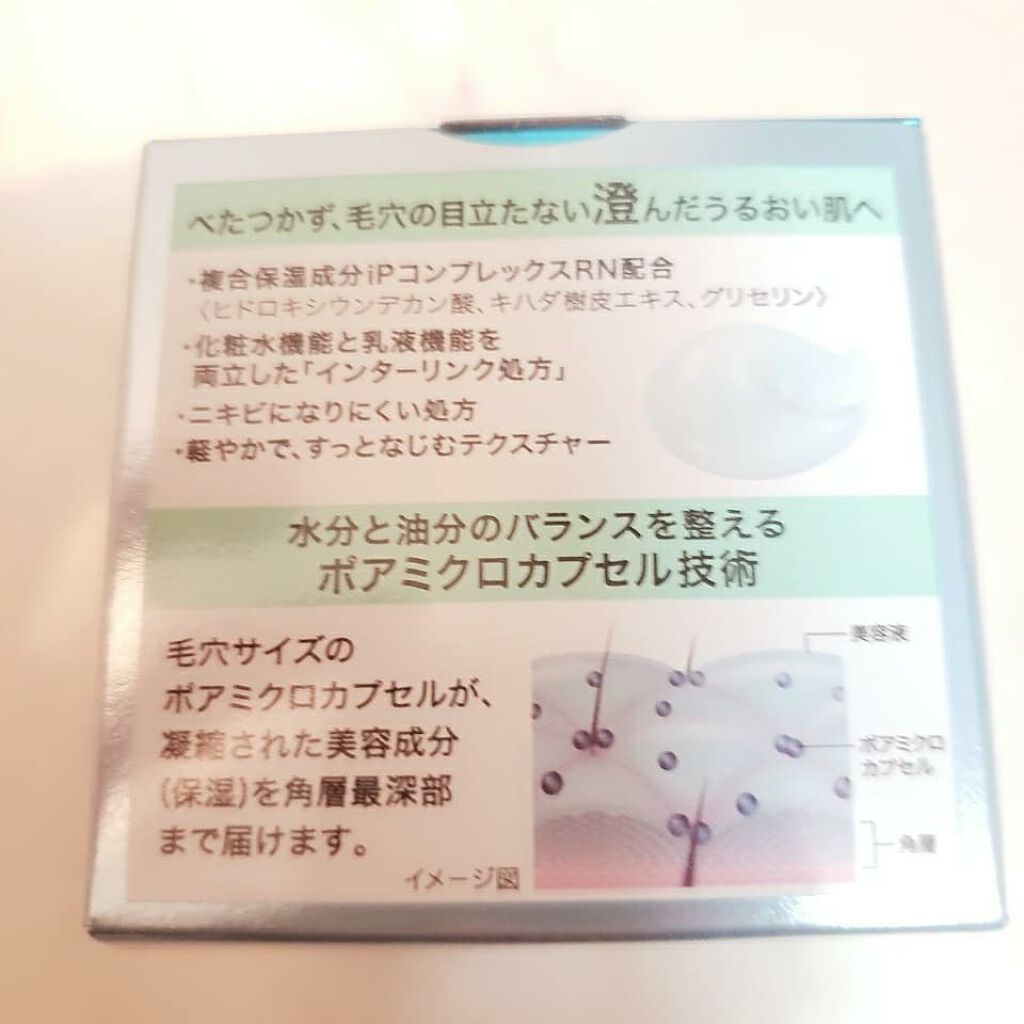 べたつかず、毛穴の目立たない澄んだうるおい肌へ
・複合保湿成分iPコンプレックスRN配合
〈ヒドロキシウンデカン酸、キハダ樹皮エキス、グリセリン〉
・化粧水機能と乳液機能を
両立した「インターリンク処方」
・ニキビになりにくい処方
・軽やかで、すっとなじむテクスチャー
水分と油分のバランスを整える
ポアミクロカプセル技術
毛穴サイズの
ポアミクロカプセルが、
凝縮された美容成分
(保湿)を角層最深部
まで届けます。
イメージ図
美容液
ポアミクロ
カプセル
角層